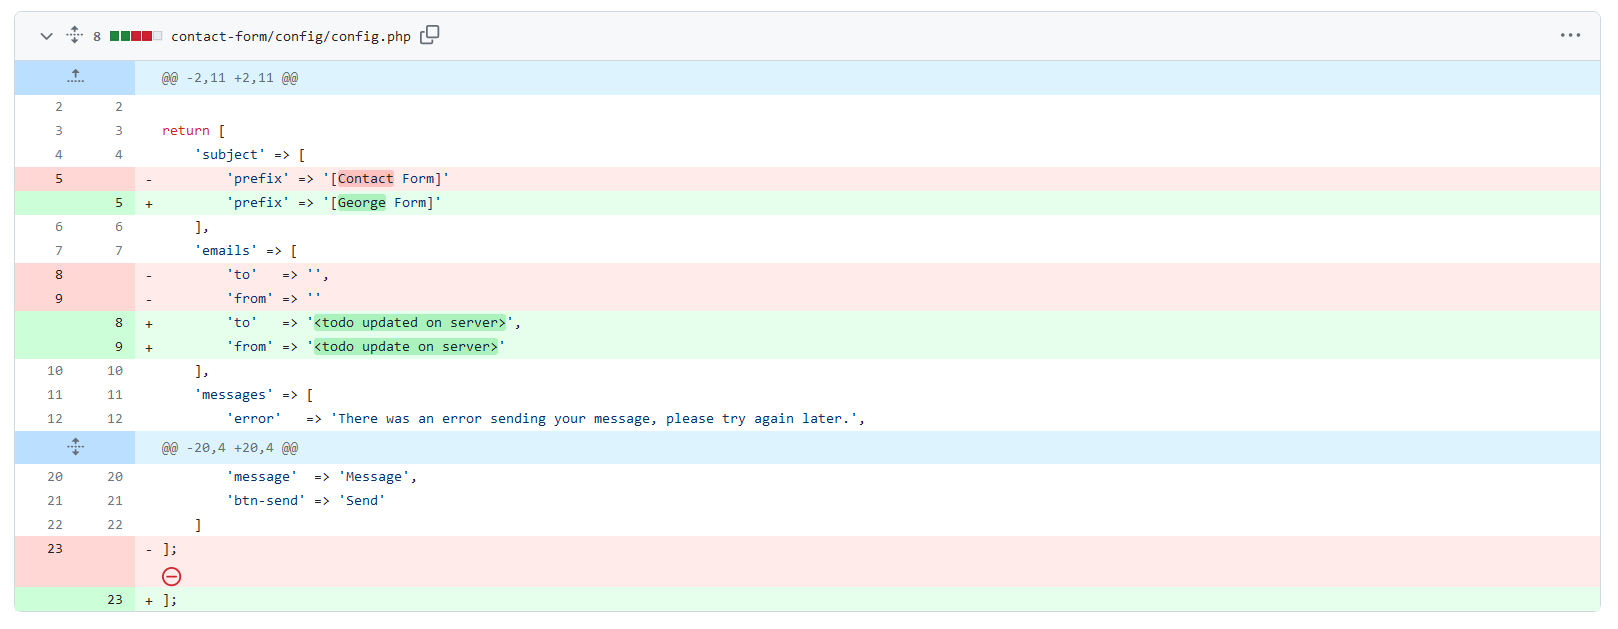 8 contact-form/config/config.php
@@ -2,11 +2,11 @@
2 2
3 3 return [
4 4 'subject' => [
5 - 'prefix' => '[Contact Form]'
5 + 'prefix' => '[George Form]'
6 6 ],
7 7 'emails' => [
8 - 'to' => '',
9 - 'from' => ''
8 + 'to' => '<todo updated on server>',
9 + 'from' => '<todo update on server>'
10 10 ],
11 11 'messages' => [
12 12 'error' => 'There was an error sending your message, please try again later.',
@@ -20,4 +20,4 @@
20 20 'message' => 'Message',
21 21 'btn-send' => 'Send'
22 22 ]
23 - ];
23 + ];